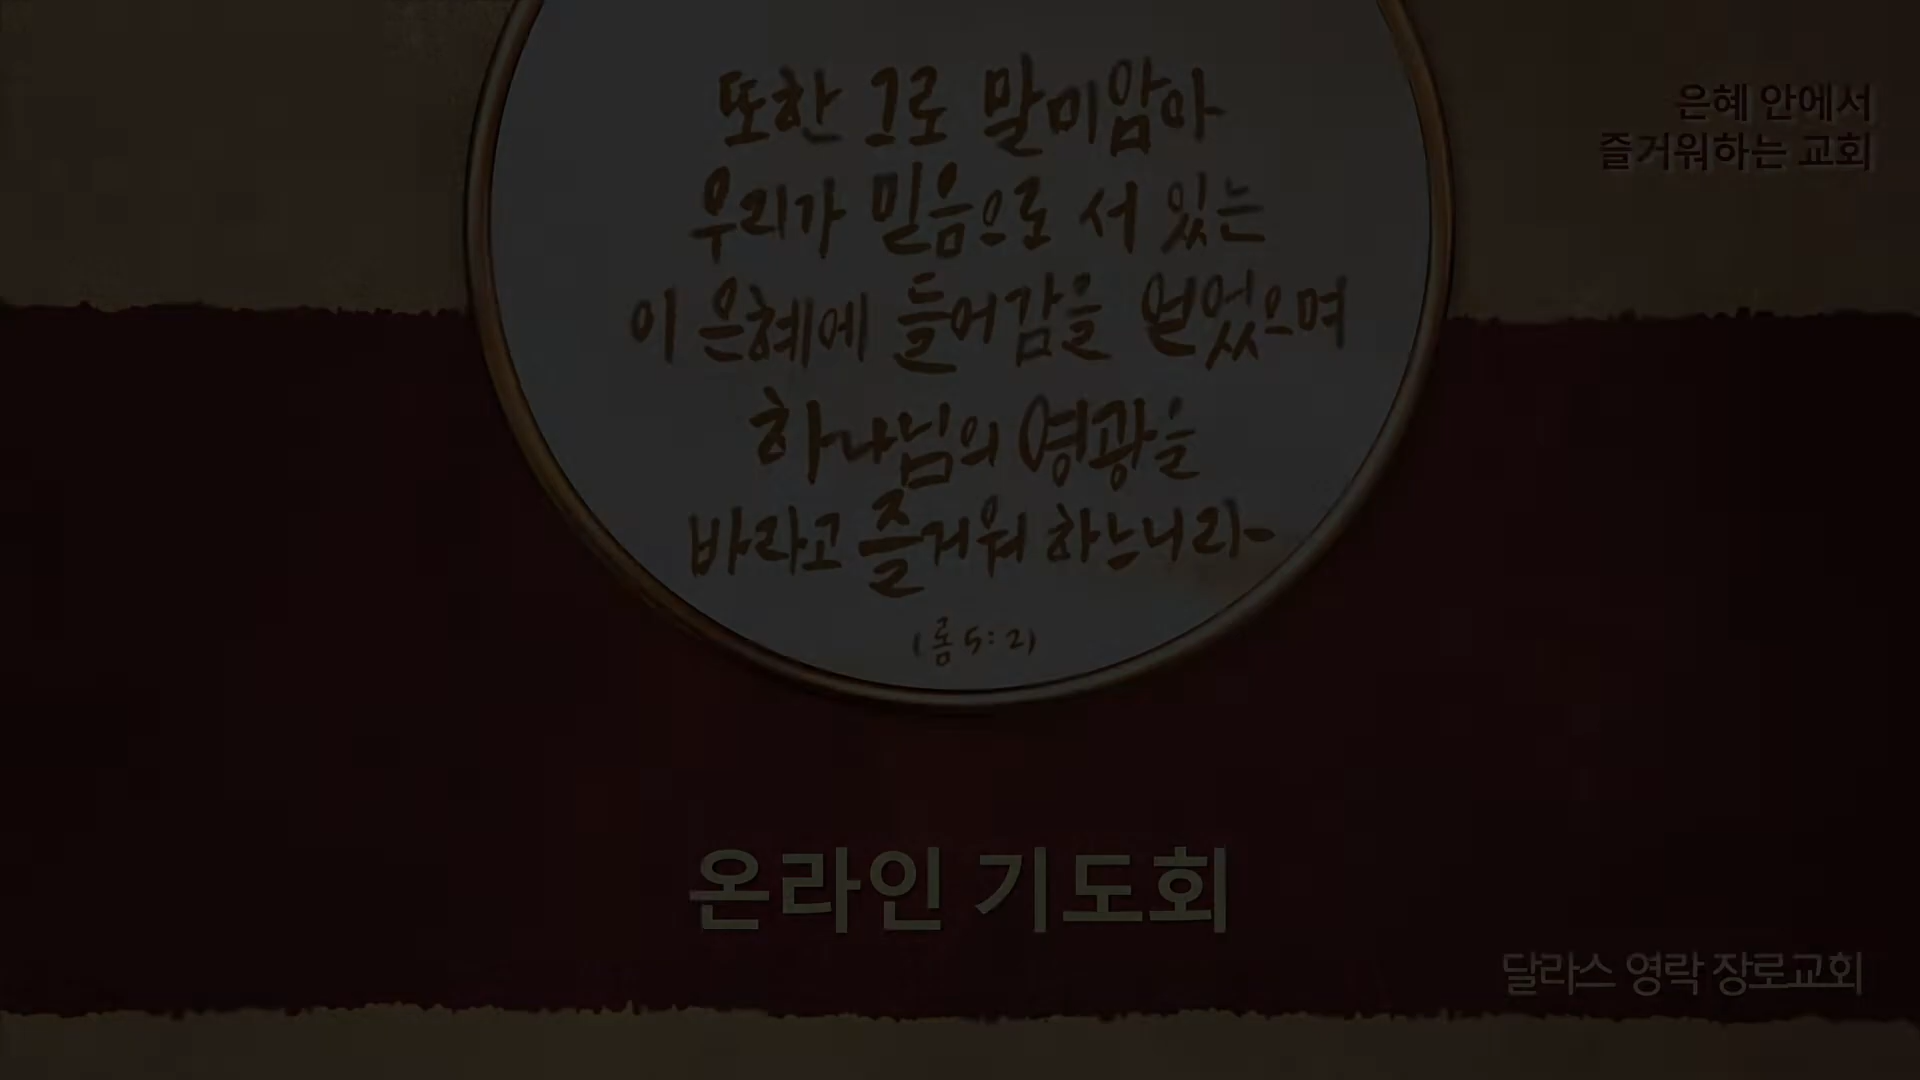 또한 그로 말미암아
우리가 믿음으로 서 있는
이 은혜에 들어감을 얻었으며
하나님의 영광을
바라고 즐거워 하느니라
(롬 5:2)
은혜 안에서
즐거워하는 교회
온라인 기도회
달라스 영락 장로교회